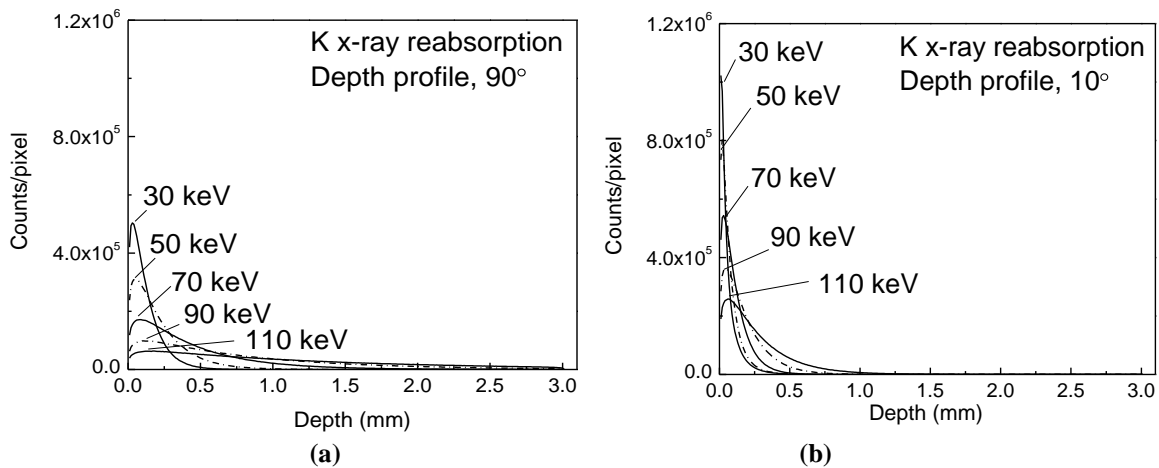 1.2x10⁶
K x-ray reabsorption
Depth profile, 90°
8.0x10⁵
Counts/pixel
30 keV
50 keV
4.0x10⁵
70 keV
90 keV
110 keV
0.0
0.0 0.5 1.0 1.5 2.0 2.5 3.0
Depth (mm)
(a)
1.2x10⁶
K x-ray reabsorption
Depth profile, 10°
30 keV
50 keV
8.0x10⁵
Counts/pixel
70 keV
90 keV
4.0x10⁵
110 keV
0.0
0.0 0.5 1.0 1.5 2.0 2.5 3.0
Depth (mm)
(b)